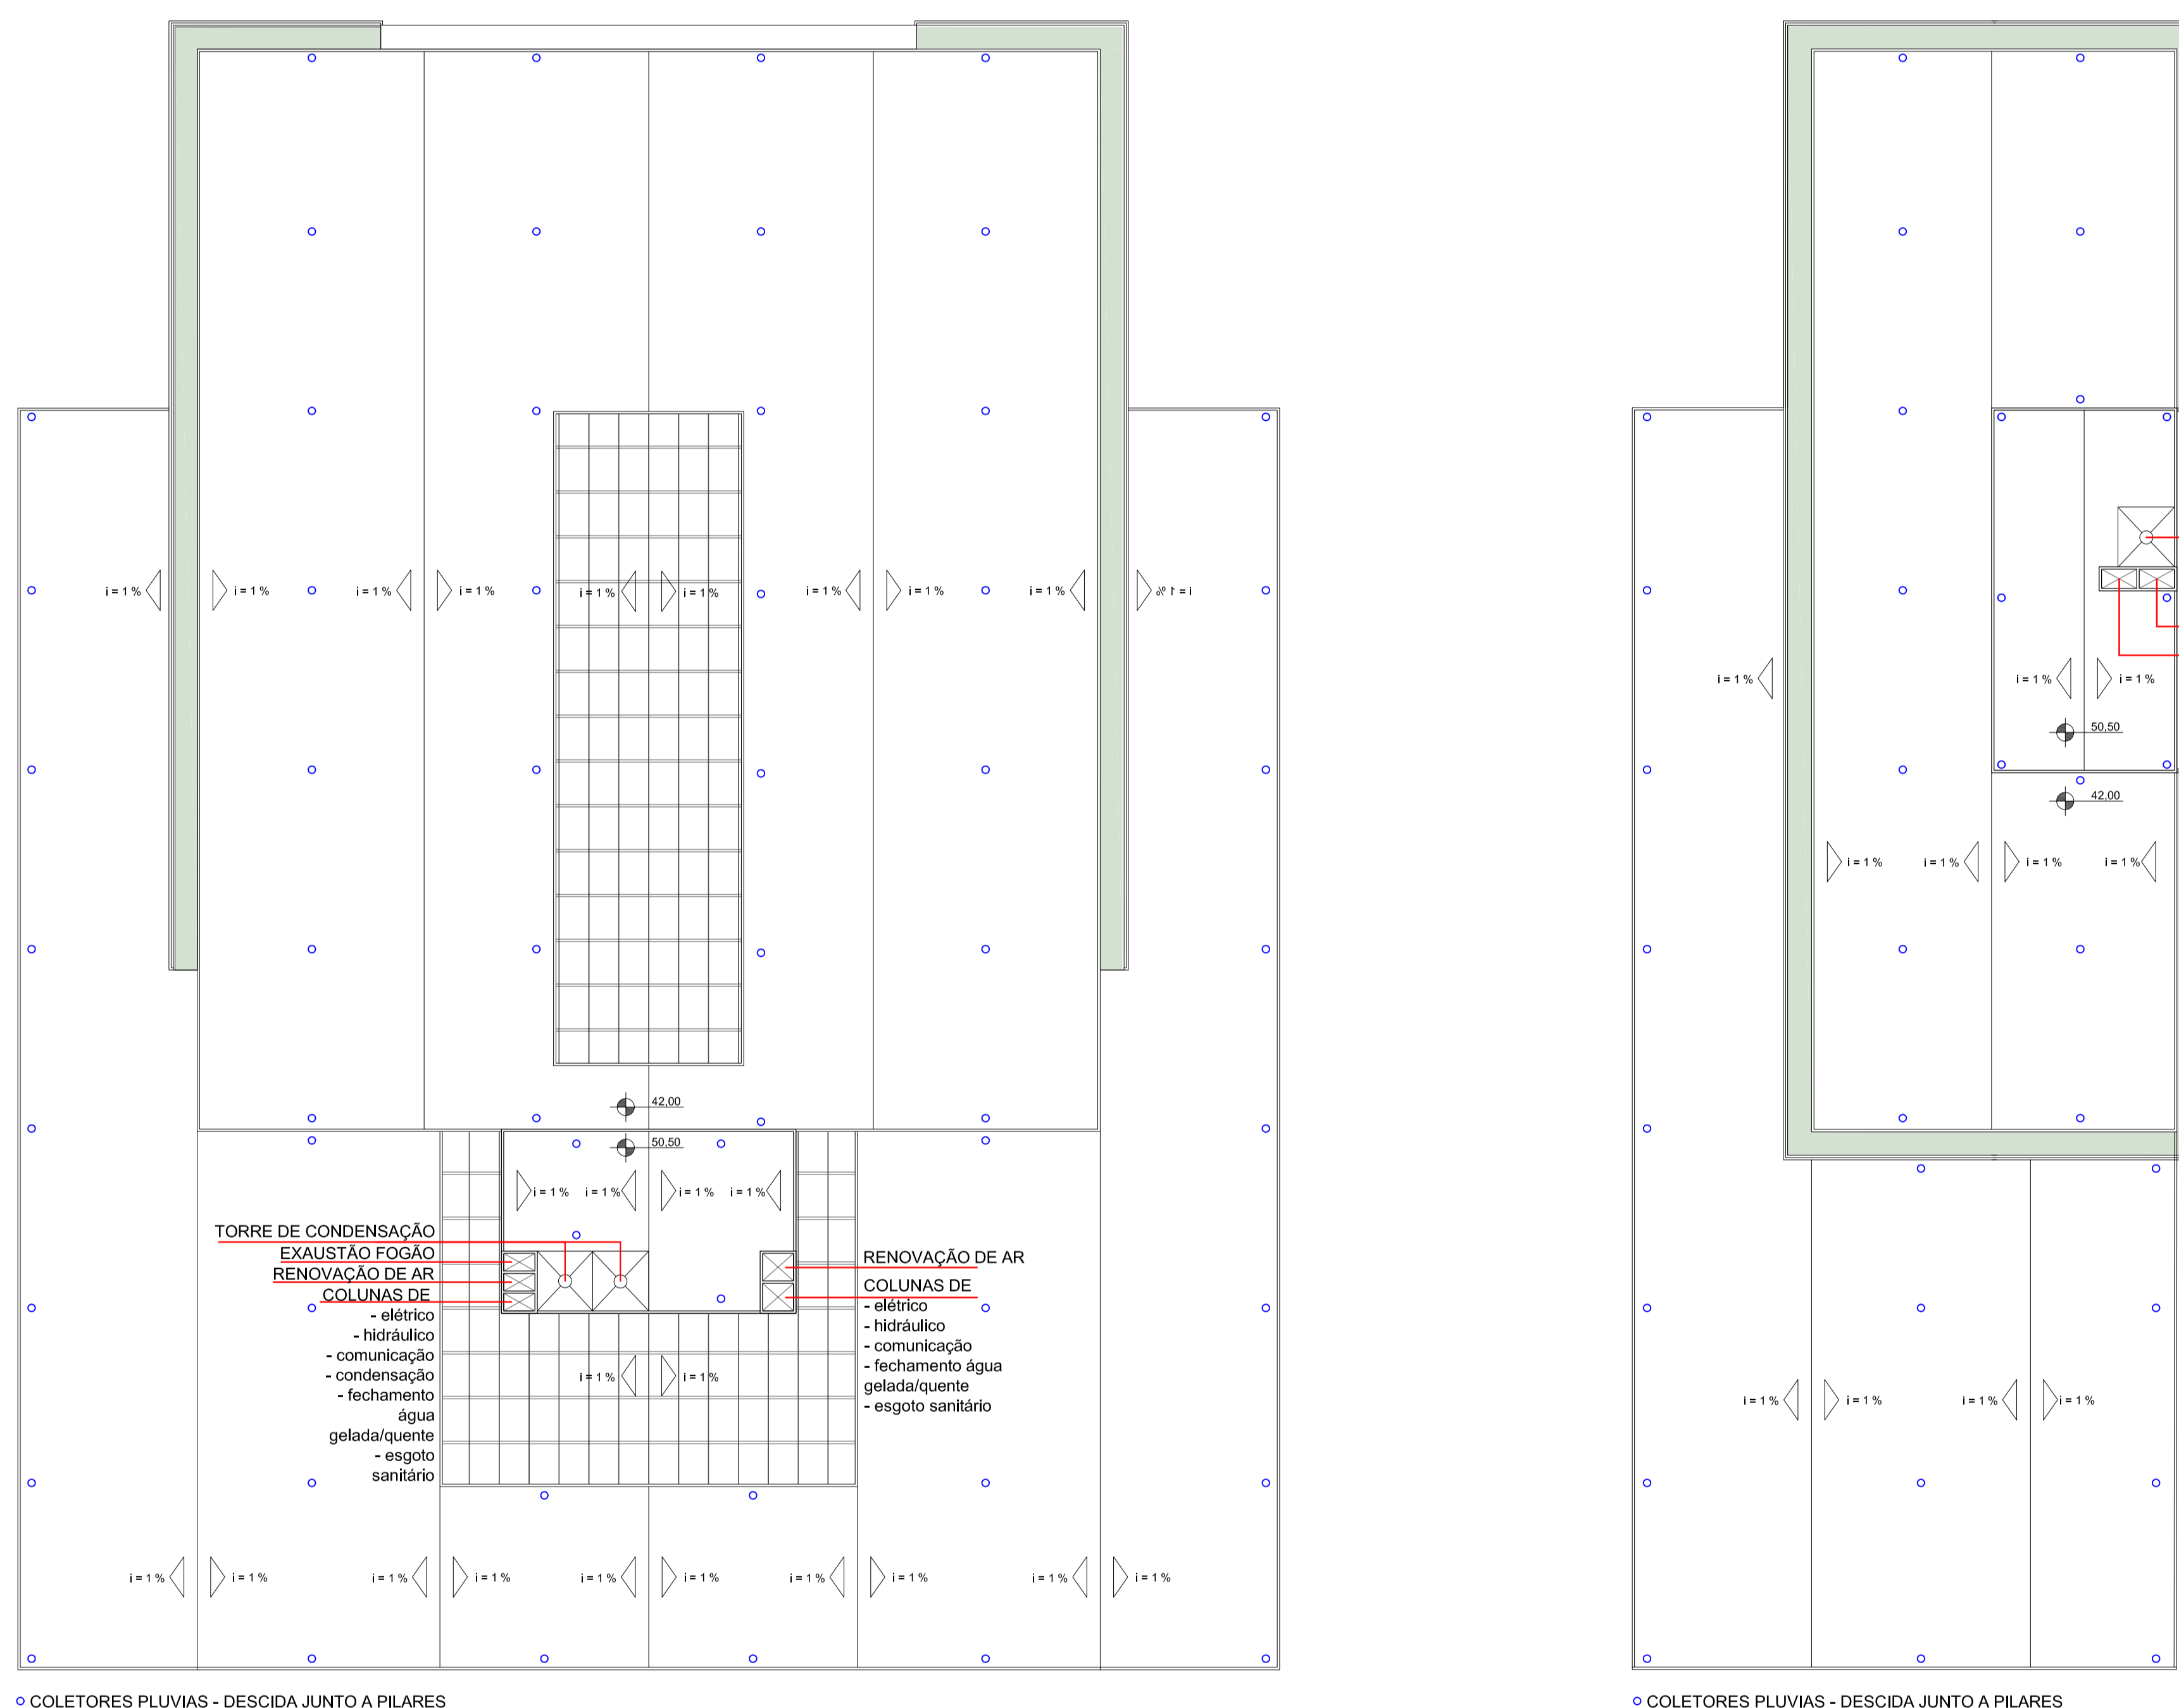 i = 1 %
i = 1 %
i = 1 %
i = 1 %
i = 1 %
i = 1 %
i = 1 %
i = 1 %
i = 1 %
i = 1 %
42,00
50,50
i = 1 %
i = 1 %
i = 1 %
i = 1 %
TORRE DE CONDENSAÇÃO
EXAUSTÃO FOGÃO
RENOVAÇÃO DE AR
COLUNAS DE
- elétrico
- hidráulico
- comunicação
- condensação
- fechamento
água
gelada/quente
- esgoto
sanitário
RENOVAÇÃO DE AR
COLUNAS DE
- elétrico
- hidráulico
- comunicação
- fechamento água
gelada/quente
- esgoto sanitário
i = 1 %
i = 1 %
i = 1 %
i = 1 %
i = 1 %
i = 1 %
i = 1 %
i = 1 %
i = 1 %
i = 1 %
i = 1 %
i = 1 %
COLETORES PLUVIAS - DESCIDA JUNTO A PILARES
i = 1 %
i = 1 %
i = 1 %
50,50
42,00
i = 1 %
i = 1 %
i = 1 %
i = 1 %
i = 1 %
i = 1 %
i = 1 %
i = 1 %
COLETORES PLUVIAS - DESCIDA JUNTO A PILARES